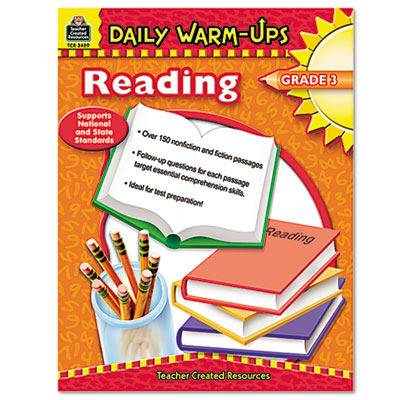 Teacher Created Resources
TCR 3489
DAILY WARM-UPS
Reading
GRADE 3
Supports
National and
and State
Standards
• Over 150 nonfiction and fiction passages
• Follow-up questions for each passage
target essential comprehension skills.
• Ideal for test preparation!
Reading
Teacher Created Resources